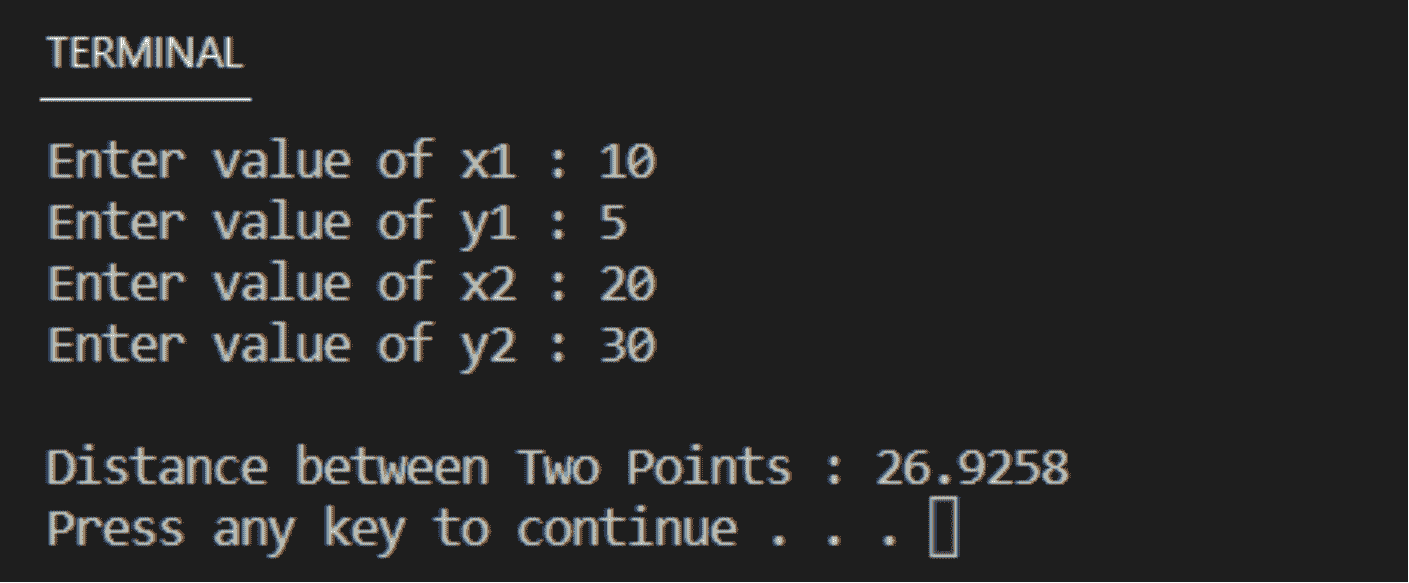 TERMINAL
Enter value of x1 : 10
Enter value of y1 : 5
Enter value of x2 : 20
Enter value of y2 : 30
Distance between Two Points : 26.9258
Press any key to continue . . .